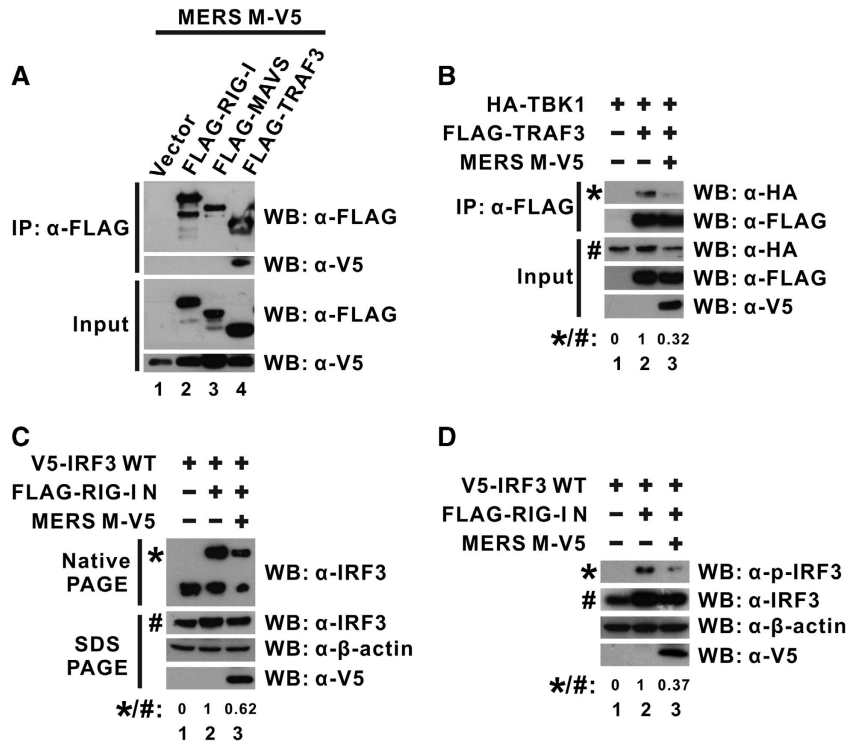 MERS M-V5
A
Vector
FLAG-RIG-I
FLAG-MAVS
FLAG-TRAF3
IP: α-FLAG
WB: α-FLAG
WB: α-V5
Input
WB: α-FLAG
WB: α-V5
1 2 3 4
B
HA-TBK1 + + +
FLAG-TRAF3 - + +
MERS M-V5 - - +
IP: α-FLAG
* WB: α-HA
WB: α-FLAG
Input
# WB: α-HA
WB: α-FLAG
WB: α-V5
*/#: 0 1 0.32
1 2 3
C
V5-IRF3 WT + + +
FLAG-RIG-I N - + +
MERS M-V5 - - +
Native
PAGE
* WB: α-IRF3
SDS
PAGE
# WB: α-IRF3
WB: α-β-actin
WB: α-V5
*/#: 0 1 0.62
1 2 3
D
V5-IRF3 WT + + +
FLAG-RIG-I N - + +
MERS M-V5 - - +
* WB: α-p-IRF3
# WB: α-IRF3
WB: α-β-actin
WB: α-V5
*/#: 0 1 0.37
1 2 3